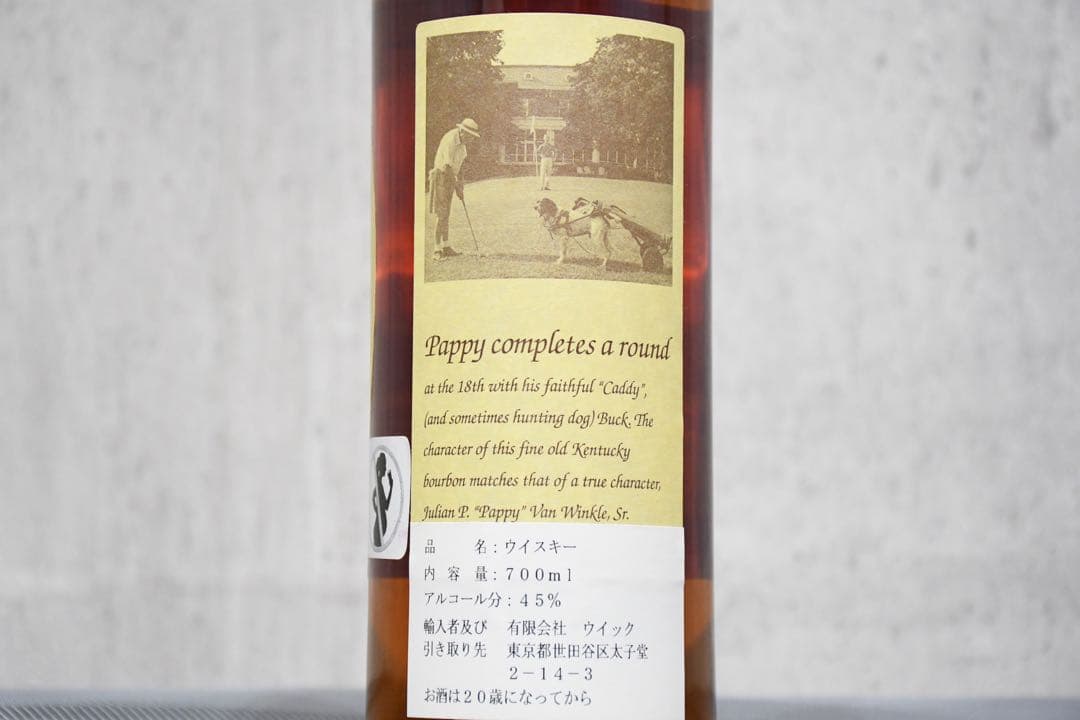 Pappy completes a round
at the 18th with his faithful "Caddy",
(and sometimes hunting dog) Buck. The
character of this fine old Kentucky
bourbon matches that of a true character,
Julian P. "Pappy" Van Winkle, Sr.
品　　名：ウイスキー
内 容 量：７００ｍｌ
アルコール分：４５％
輸入者及び　有限会社　ウイック
引き取り先　東京都世田谷区太子堂
２－１４－３
お酒は２０歳になってから